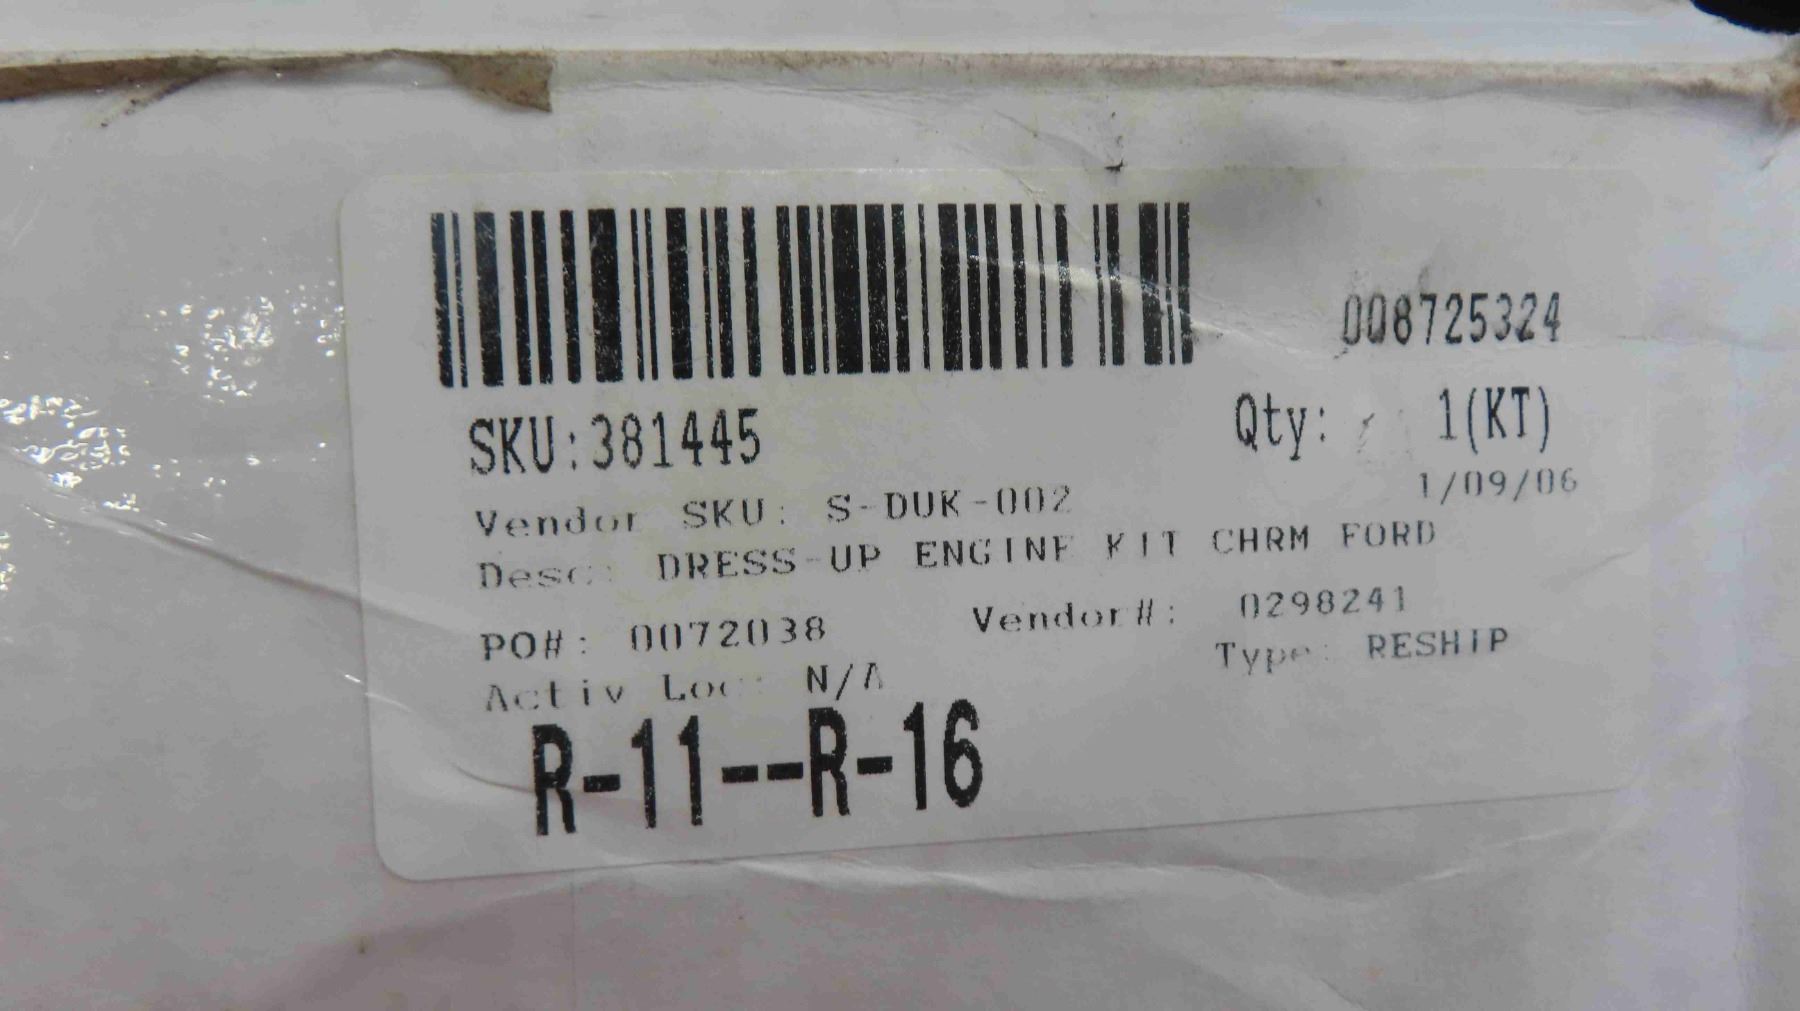 008725324
SKU:381445 Qty: 1(KT)
1/09/06
Vendor SKU: S-DUK-002
Desc: DRESS-UP ENGINE KIT CHRM FORD
PO#: 0072038 Vendor#: 0298241
Activ Loc: N/A Type: RESHIP
R-11--R-16